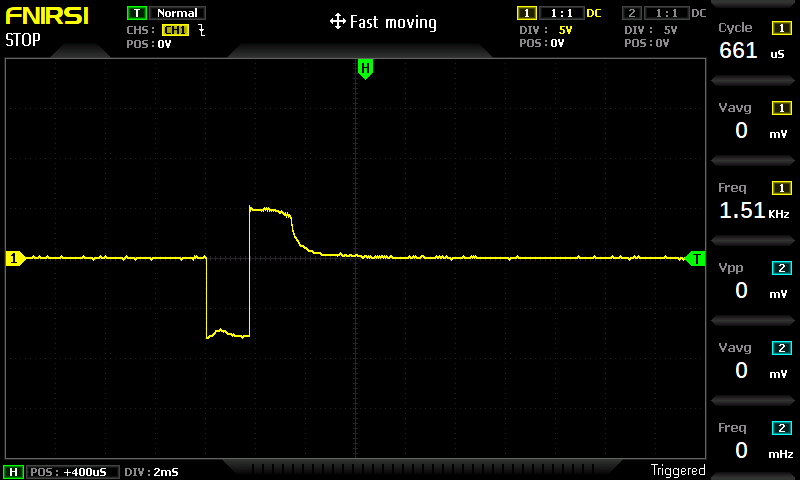 FNIRSI
STOP
T Normal
CHS: CH1
POS: 0V
Fast moving
1 1:1 DC
DIV: 5V
POS: 0V
2 1:1 DC
DIV: 5V
POS: 0V
H
1
T
Cycle 1
661 uS
Vavg 1
0 mV
Freq 1
1.51 KHz
Vpp 2
0 mV
Vavg 2
0 mV
Freq 2
0 mHz
H POS: +400uS DIV: 2mS
Triggered